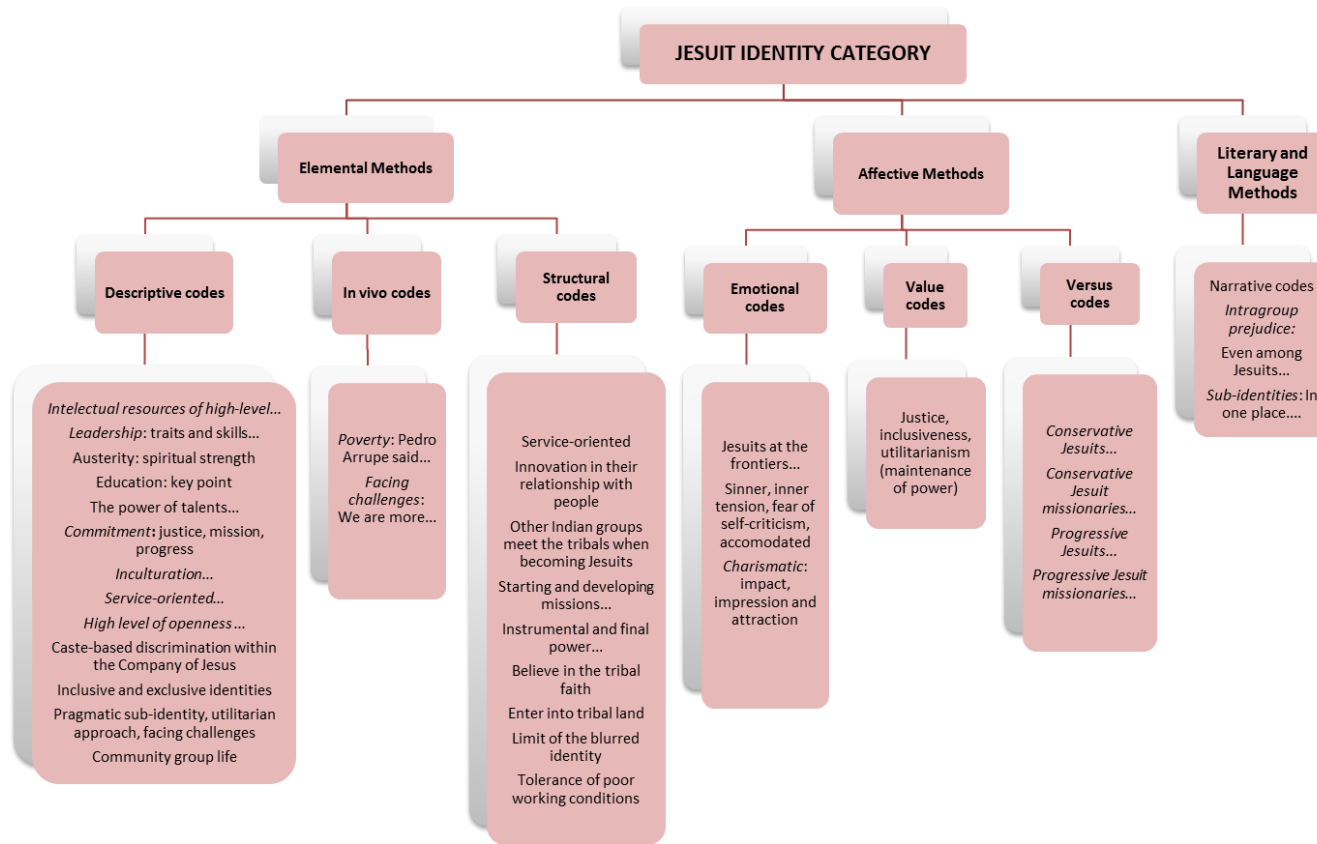 JESUIT IDENTITY CATEGORY
Elemental Methods
Affective Methods
Literary and
Language
Methods
Descriptive codes
In vivo codes
Structural
codes
Emotional
codes
Value
codes
Versus
codes
Narrative codes
Intragroup
prejudice:
Even among
Jesuits...
Sub-identities: In
one place....
Intelectual resources of high-level...
Leadership: traits and skills...
Austerity: spiritual strength
Education: key point
The power of talents...
Commitment: justice, mission,
progress
Inculturation...
Service-oriented...
High level of openness ...
Caste-based discrimination within
the Company of Jesus
Inclusive and exclusive identities
Pragmatic sub-identity, utilitarian
approach, facing challenges
Community group life
Poverty: Pedro
Arrupe said...
Facing
challenges:
We are more...
Service-oriented
Innovation in their
relationship with
people
Other Indian groups
meet the tribals when
becoming Jesuits
Starting and developing
missions...
Instrumental and final
power...
Believe in the tribal
faith
Enter into tribal land
Limit of the blurred
identity
Tolerance of poor
working conditions
Jesuits at the
frontiers...
Sinner, inner
tension, fear of
self-criticism,
accomodated
Charismatic:
impact,
impression and
attraction
Justice,
inclusiveness,
utilitarianism
(maintenance
of power)
Conservative
Jesuits...
Conservative
Jesuit
missionaries...
Progressive
Jesuits...
Progressive Jesuit
missionaries...